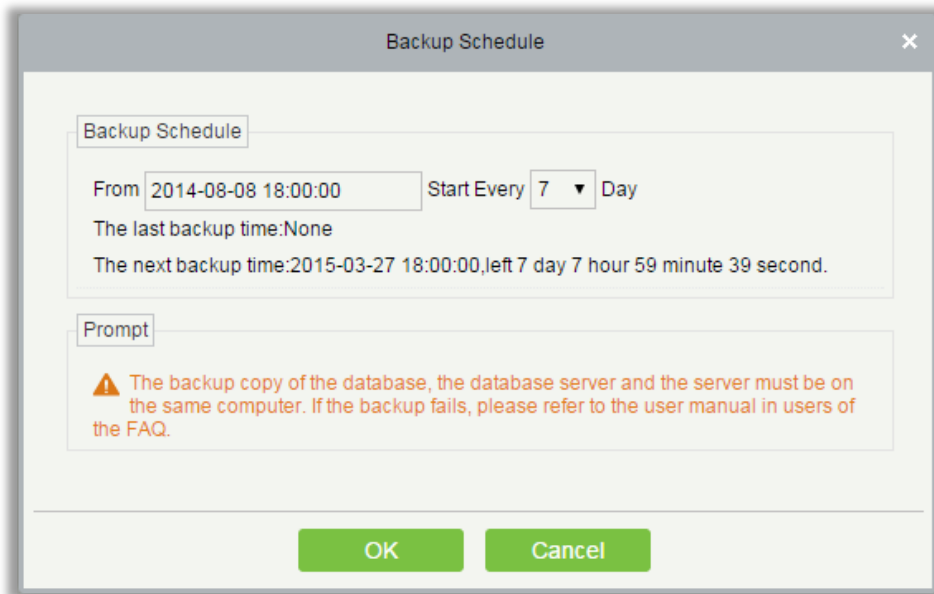 Backup Schedule
Backup Schedule
From 2014-08-08 18:00:00 Start Every 7 Day
The last backup time:None
The next backup time:2015-03-27 18:00:00,left 7 day 7 hour 59 minute 39 second.
Prompt
The backup copy of the database, the database server and the server must be on
the same computer. If the backup fails, please refer to the user manual in users of
the FAQ.
OK Cancel